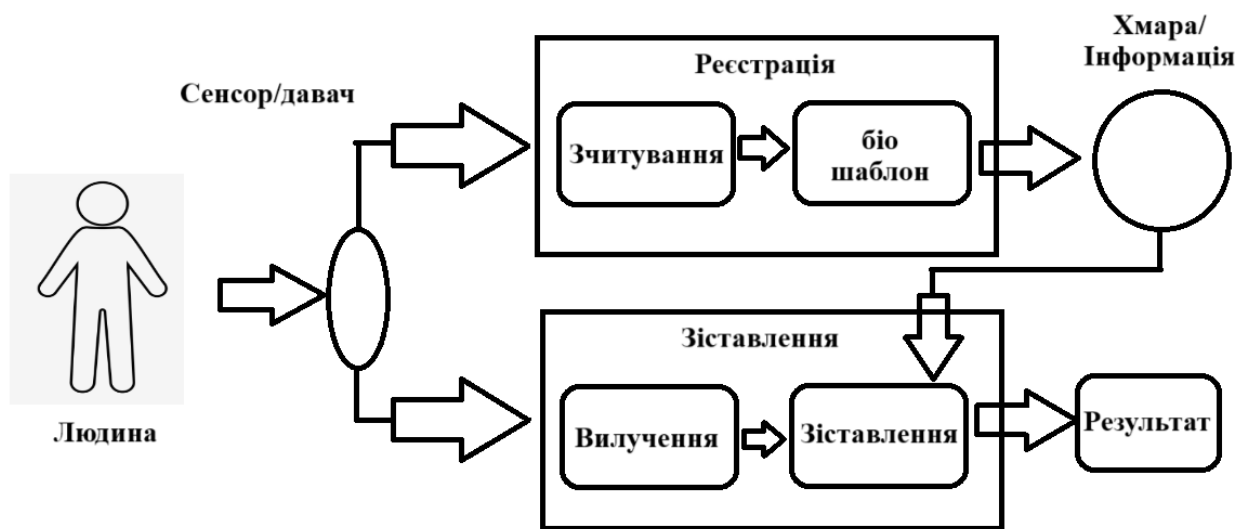 Хмара/
Інформація
Реєстрація
Сенсор/давач
Зчитування
біо
шаблон
Людина
Зіставлення
Вилучення
Зіставлення
Результат